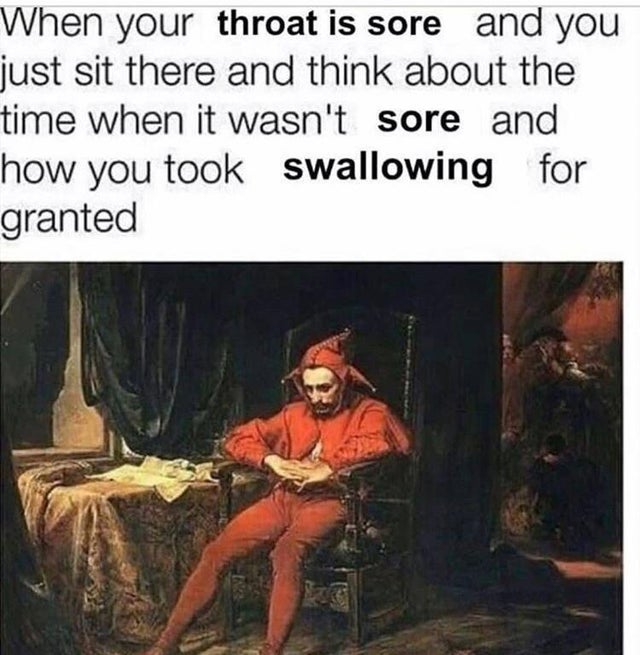 When your throat is sore and you
just sit there and think about the
time when it wasn't sore and
how you took swallowing for
granted